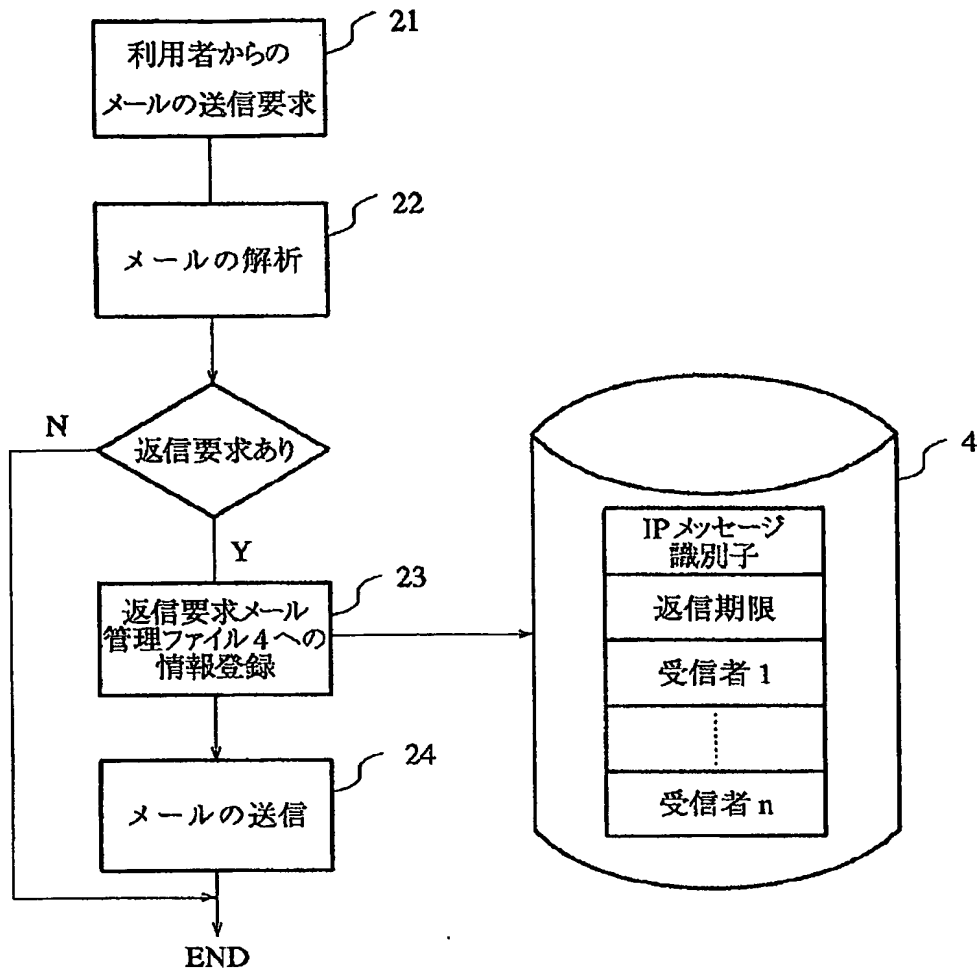 21
利用者からの
メールの送信要求
22
メールの解析
N
返信要求あり
Y
23
返信要求メール
管理ファイル4への
情報登録
24
メールの送信
END
4
IPメッセージ
識別子
返信期限
受信者1
受信者n